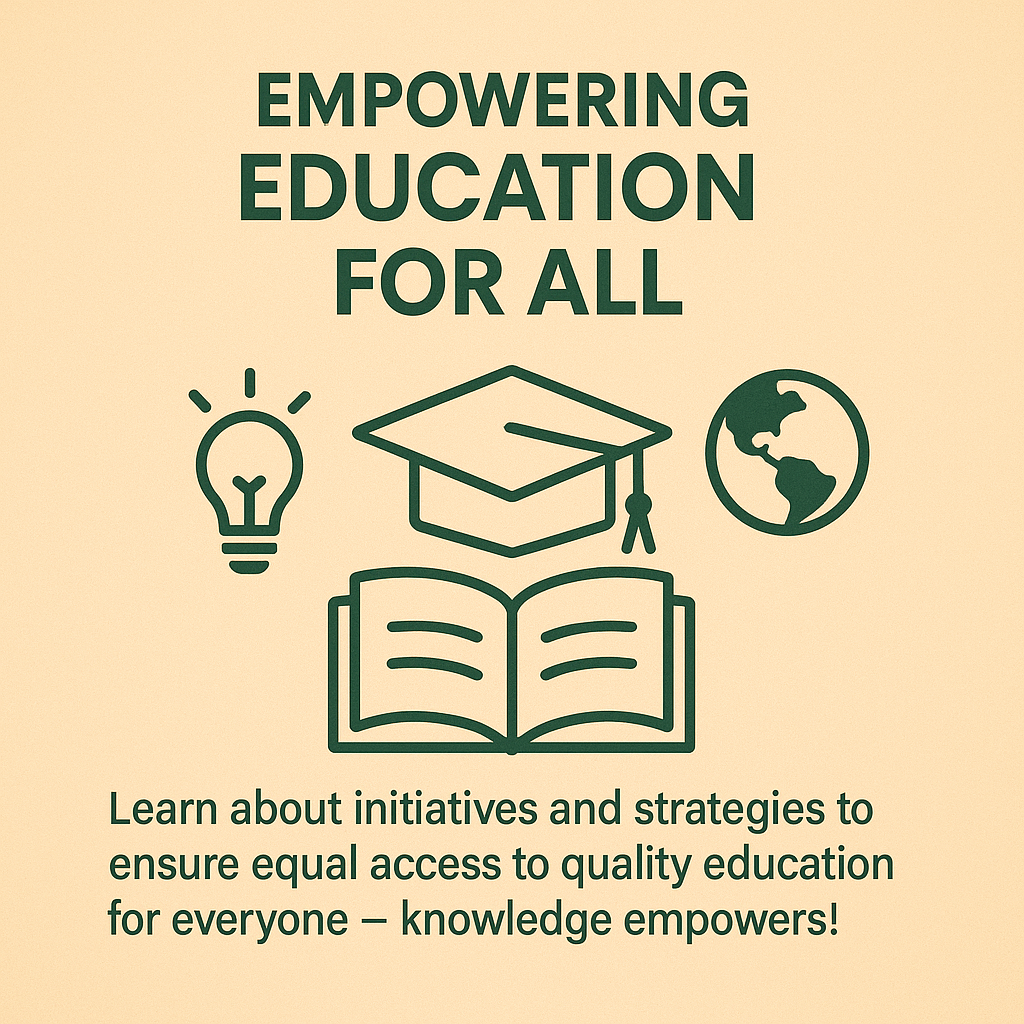 EMPOWERING
EDUCATION
FOR ALL
Learn about initiatives and strategies to
ensure equal access to quality education
for everyone – knowledge empowers!